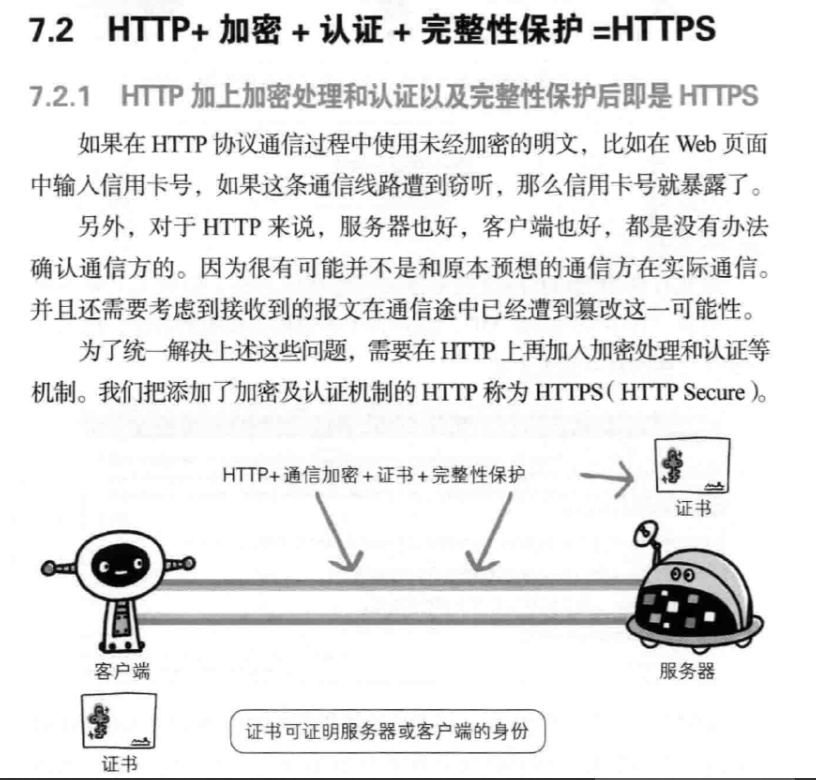 7.2 HTTP+ 加密 + 认证 + 完整性保护 =HTTPS
7.2.1 HTTP 加上加密处理和认证以及完整性保护后即是 HTTPS
如果在 HTTP 协议通信过程中使用未经加密的明文，比如在 Web 页面
中输入信用卡号，如果这条通信线路遭到窃听，那么信用卡号就暴露了。
另外，对于 HTTP 来说，服务器也好，客户端也好，都是没有办法
确认通信方的。因为很有可能并不是和原本预想的通信方在实际通信。
并且还需要考虑到接收到的报文在通信途中已经遭到篡改这一可能性。
为了统一解决上述这些问题，需要在 HTTP 上再加入加密处理和认证等
机制。我们把添加了加密及认证机制的 HTTP 称为 HTTPS（ HTTP Secure ）。
HTTP+通信加密+证书+完整性保护
证书
客户端
服务器
证书
证书可证明服务器或客户端的身份